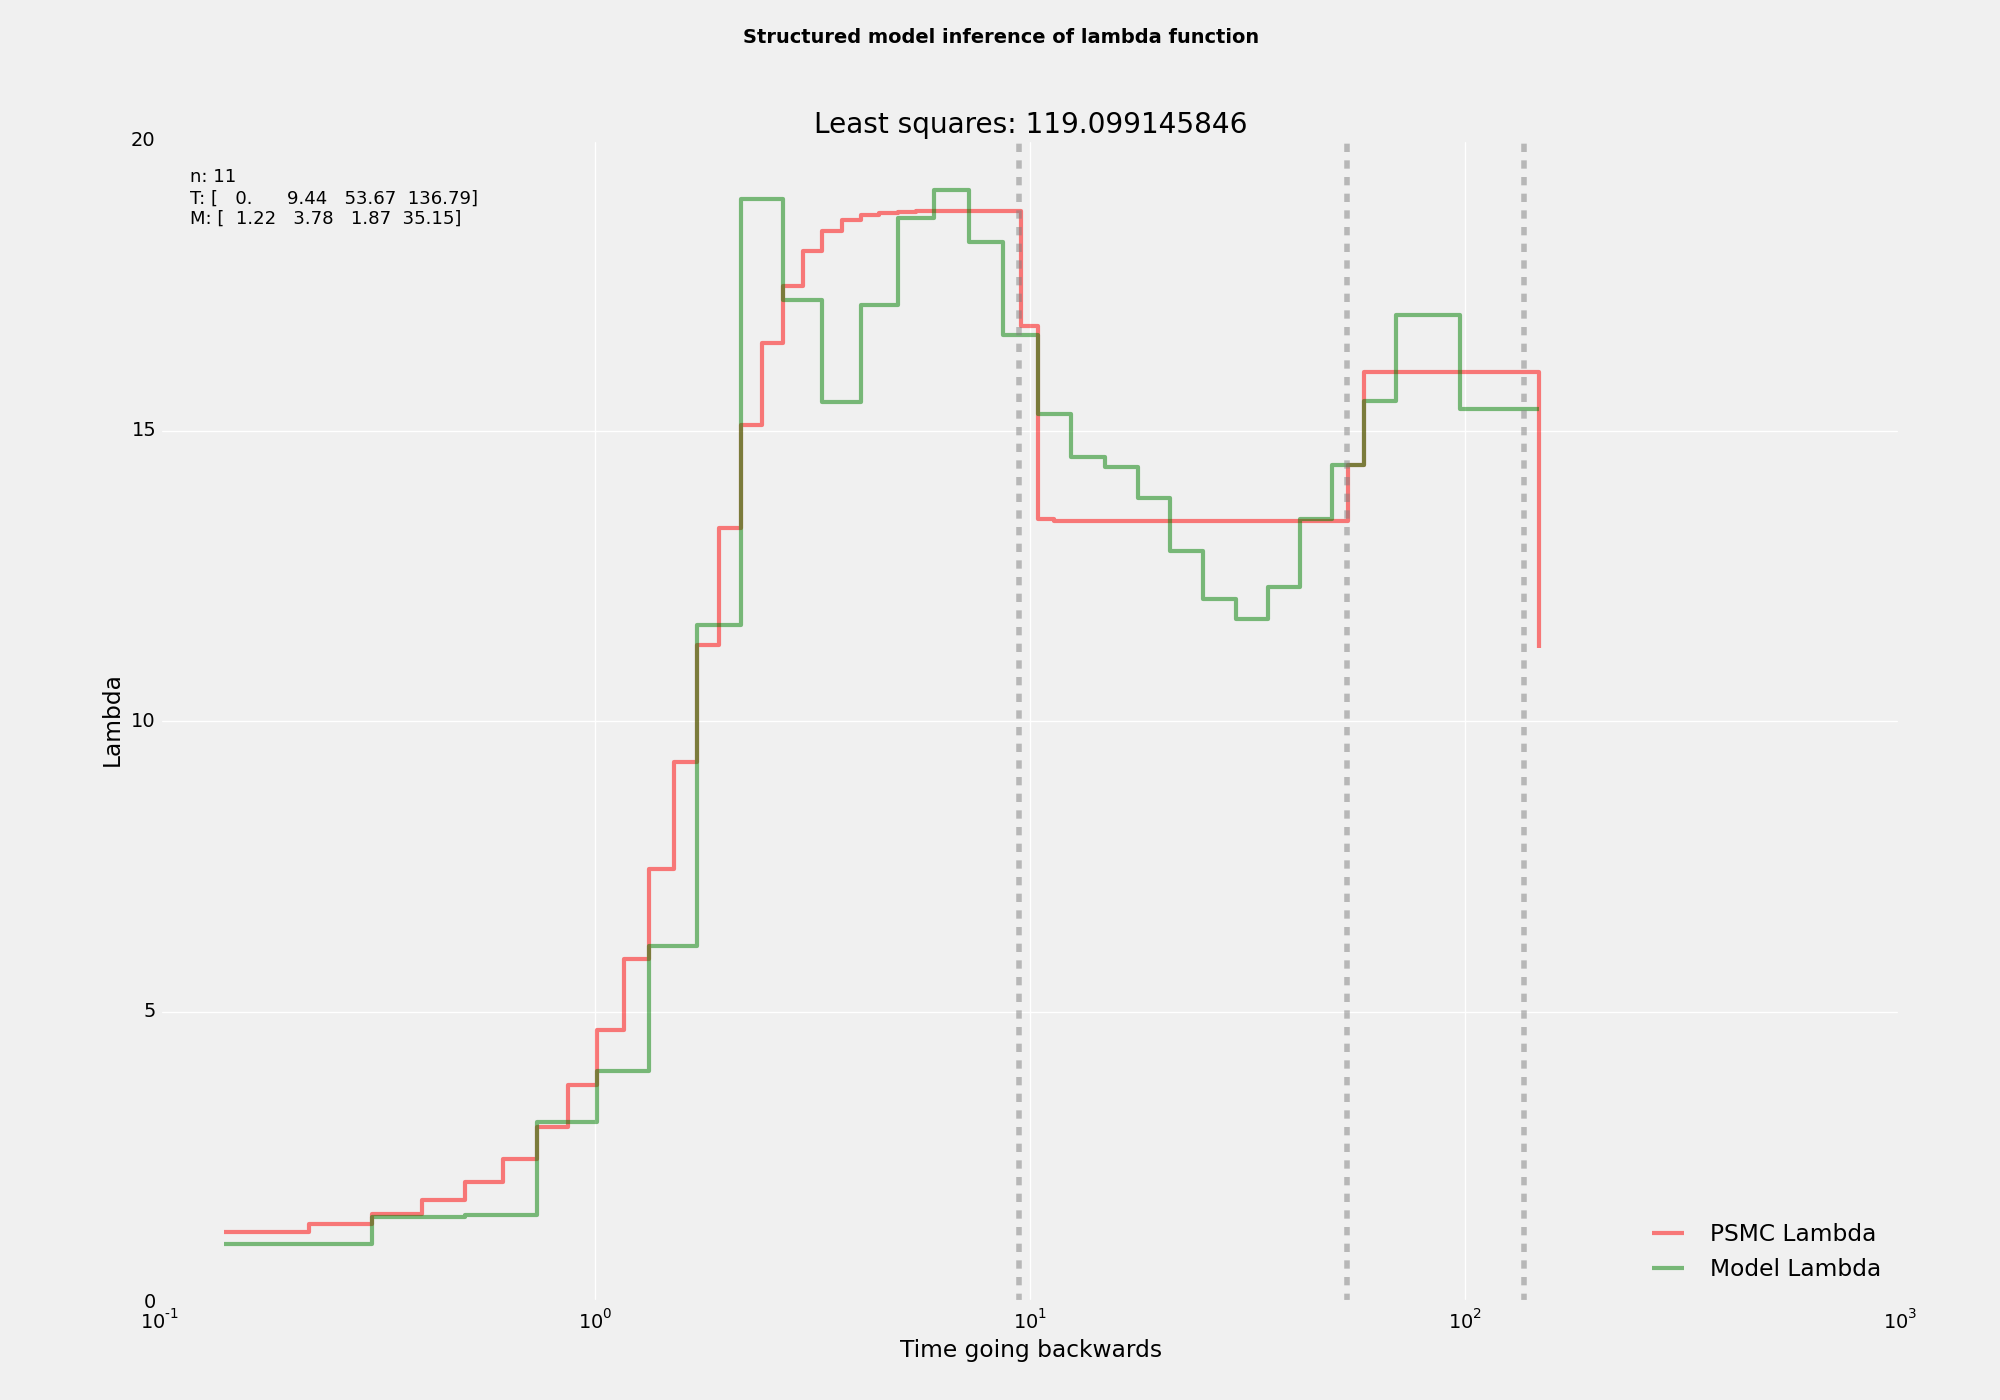 Structured model inference of lambda function
Least squares: 119.099145846
n: 11
T: [   0.      9.44   53.67  136.79]
M: [  1.22   3.78   1.87  35.15]
20
15
10
5
0
Lambda
10^-1
10^0
10^1
10^2
10^3
Time going backwards
PSMC Lambda
Model Lambda